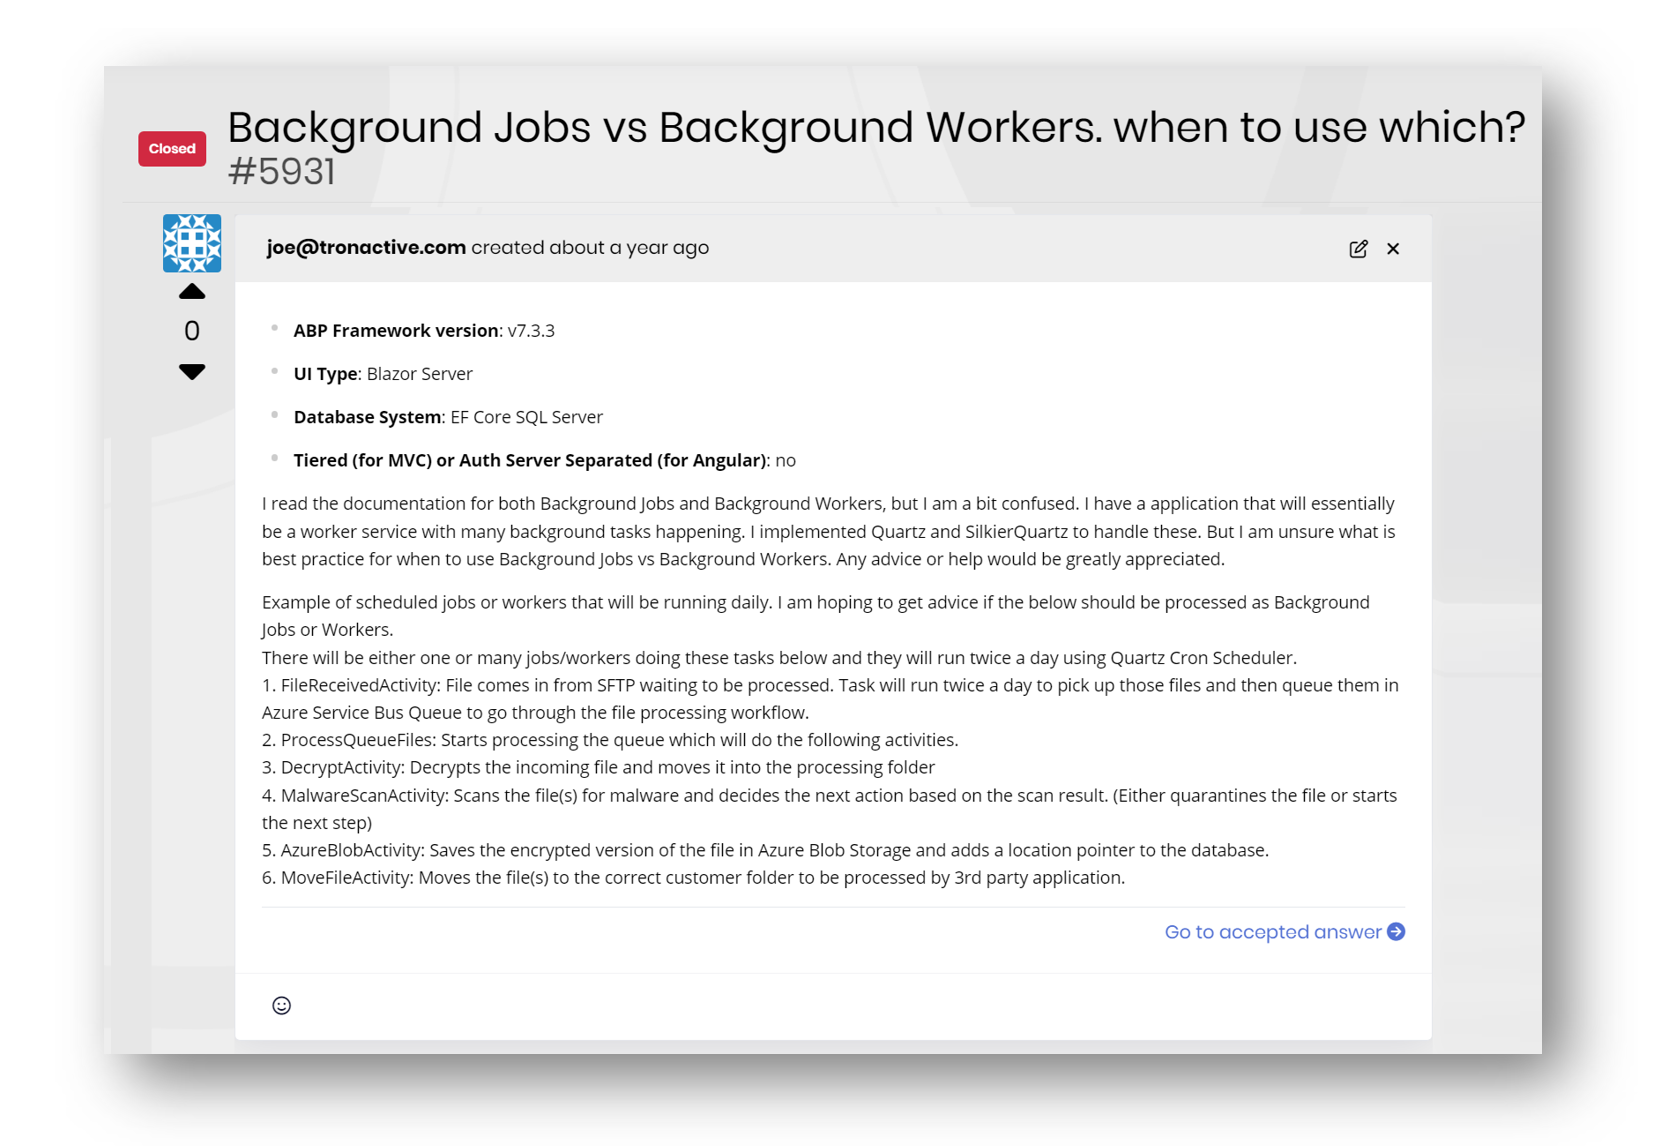 Closed
Background Jobs vs Background Workers. when to use which?
#5931
joe@tronactive.com created about a year ago
0
ABP Framework version: v7.3.3
UI Type: Blazor Server
Database System: EF Core SQL Server
Tiered (for MVC) or Auth Server Separated (for Angular): no
I read the documentation for both Background Jobs and Background Workers, but I am a bit confused. I have a application that will essentially
be a worker service with many background tasks happening. I implemented Quartz and SilkierQuartz to handle these. But I am unsure what is
best practice for when to use Background Jobs vs Background Workers. Any advice or help would be greatly appreciated.
Example of scheduled jobs or workers that will be running daily. I am hoping to get advice if the below should be processed as Background
Jobs or Workers.
There will be either one or many jobs/workers doing these tasks below and they will run twice a day using Quartz Cron Scheduler.
1. FileReceivedActivity: File comes in from SFTP waiting to be processed. Task will run twice a day to pick up those files and then queue them in
Azure Service Bus Queue to go through the file processing workflow.
2. ProcessQueueFiles: Starts processing the queue which will do the following activities.
3. DecryptActivity: Decrypts the incoming file and moves it into the processing folder
4. MalwareScanActivity: Scans the file(s) for malware and decides the next action based on the scan result. (Either quarantines the file or starts
the next step)
5. AzureBlobActivity: Saves the encrypted version of the file in Azure Blob Storage and adds a location pointer to the database.
6. MoveFileActivity: Moves the file(s) to the correct customer folder to be processed by 3rd party application.
Go to accepted answer